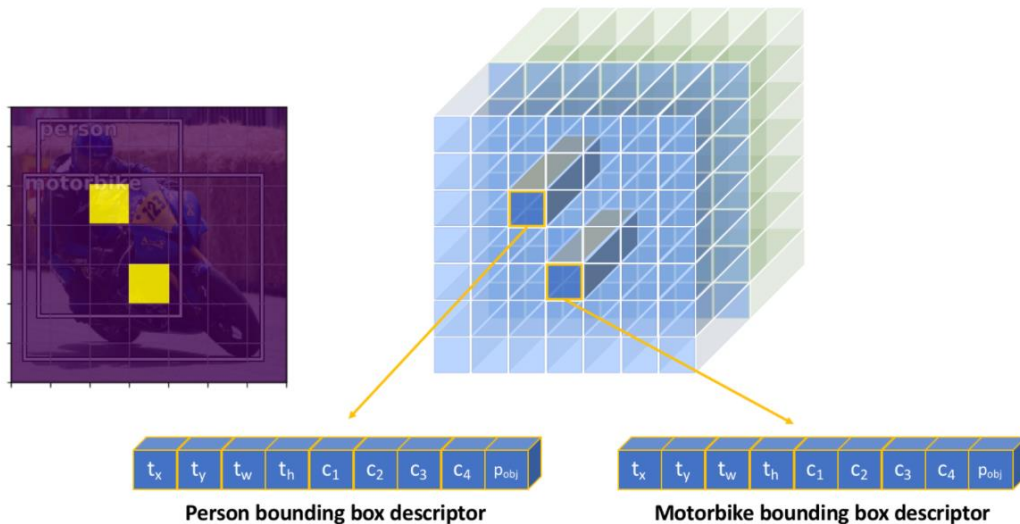 person
motorbike
123
t_x t_y t_w t_h c_1 c_2 c_3 c_4 p_obj
t_x t_y t_w t_h c_1 c_2 c_3 c_4 p_obj
Person bounding box descriptor
Motorbike bounding box descriptor